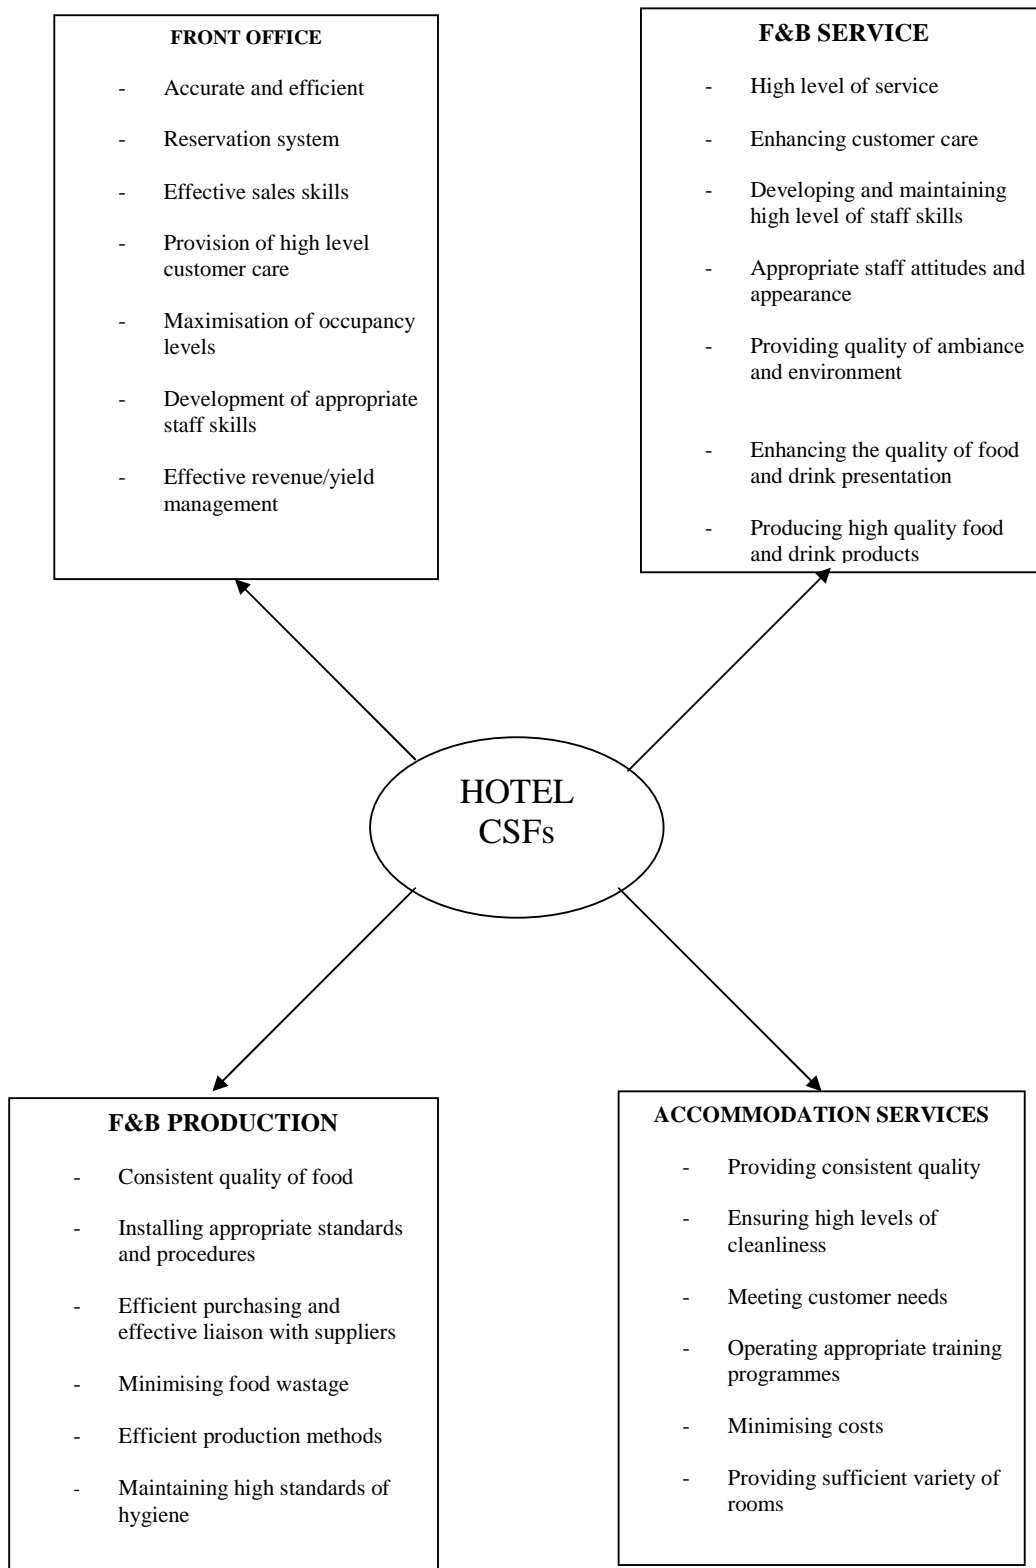 FRONT OFFICE
- Accurate and efficient
- Reservation system
- Effective sales skills
- Provision of high level
customer care
- Maximisation of occupancy
levels
- Development of appropriate
staff skills
- Effective revenue/yield
management
F&B SERVICE
- High level of service
- Enhancing customer care
- Developing and maintaining
high level of staff skills
- Appropriate staff attitudes and
appearance
- Providing quality of ambiance
and environment
- Enhancing the quality of food
and drink presentation
- Producing high quality food
and drink products
HOTEL
CSFs
F&B PRODUCTION
- Consistent quality of food
- Installing appropriate standards
and procedures
- Efficient purchasing and
effective liaison with suppliers
- Minimising food wastage
- Efficient production methods
- Maintaining high standards of
hygiene
ACCOMMODATION SERVICES
- Providing consistent quality
- Ensuring high levels of
cleanliness
- Meeting customer needs
- Operating appropriate training
programmes
- Minimising costs
- Providing sufficient variety of
rooms